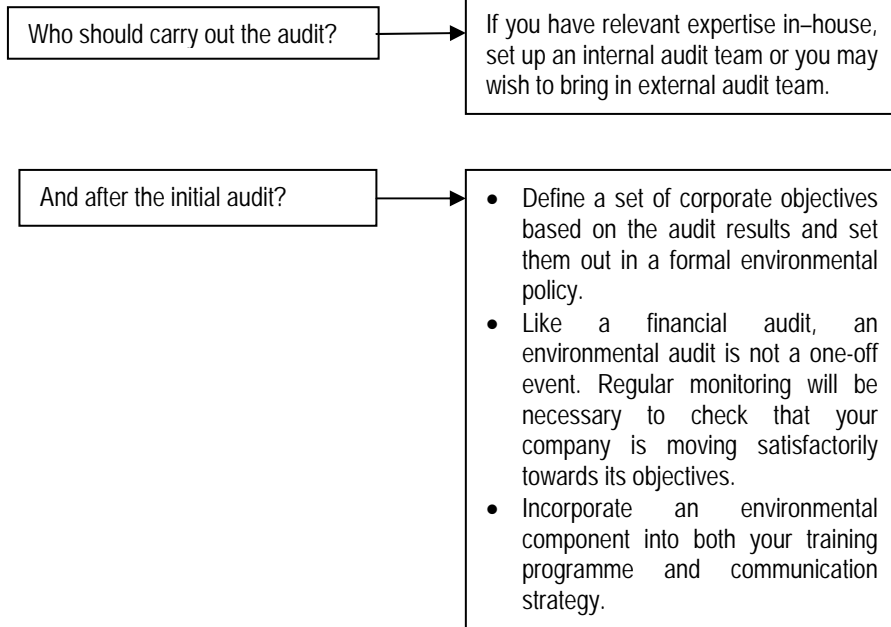 Who should carry out the audit?
If you have relevant expertise in–house,
set up an internal audit team or you may
wish to bring in external audit team.
And after the initial audit?
• Define a set of corporate objectives
based on the audit results and set
them out in a formal environmental
policy.
• Like a financial audit, an
environmental audit is not a one-off
event. Regular monitoring will be
necessary to check that your
company is moving satisfactorily
towards its objectives.
• Incorporate an environmental
component into both your training
programme and communication
strategy.